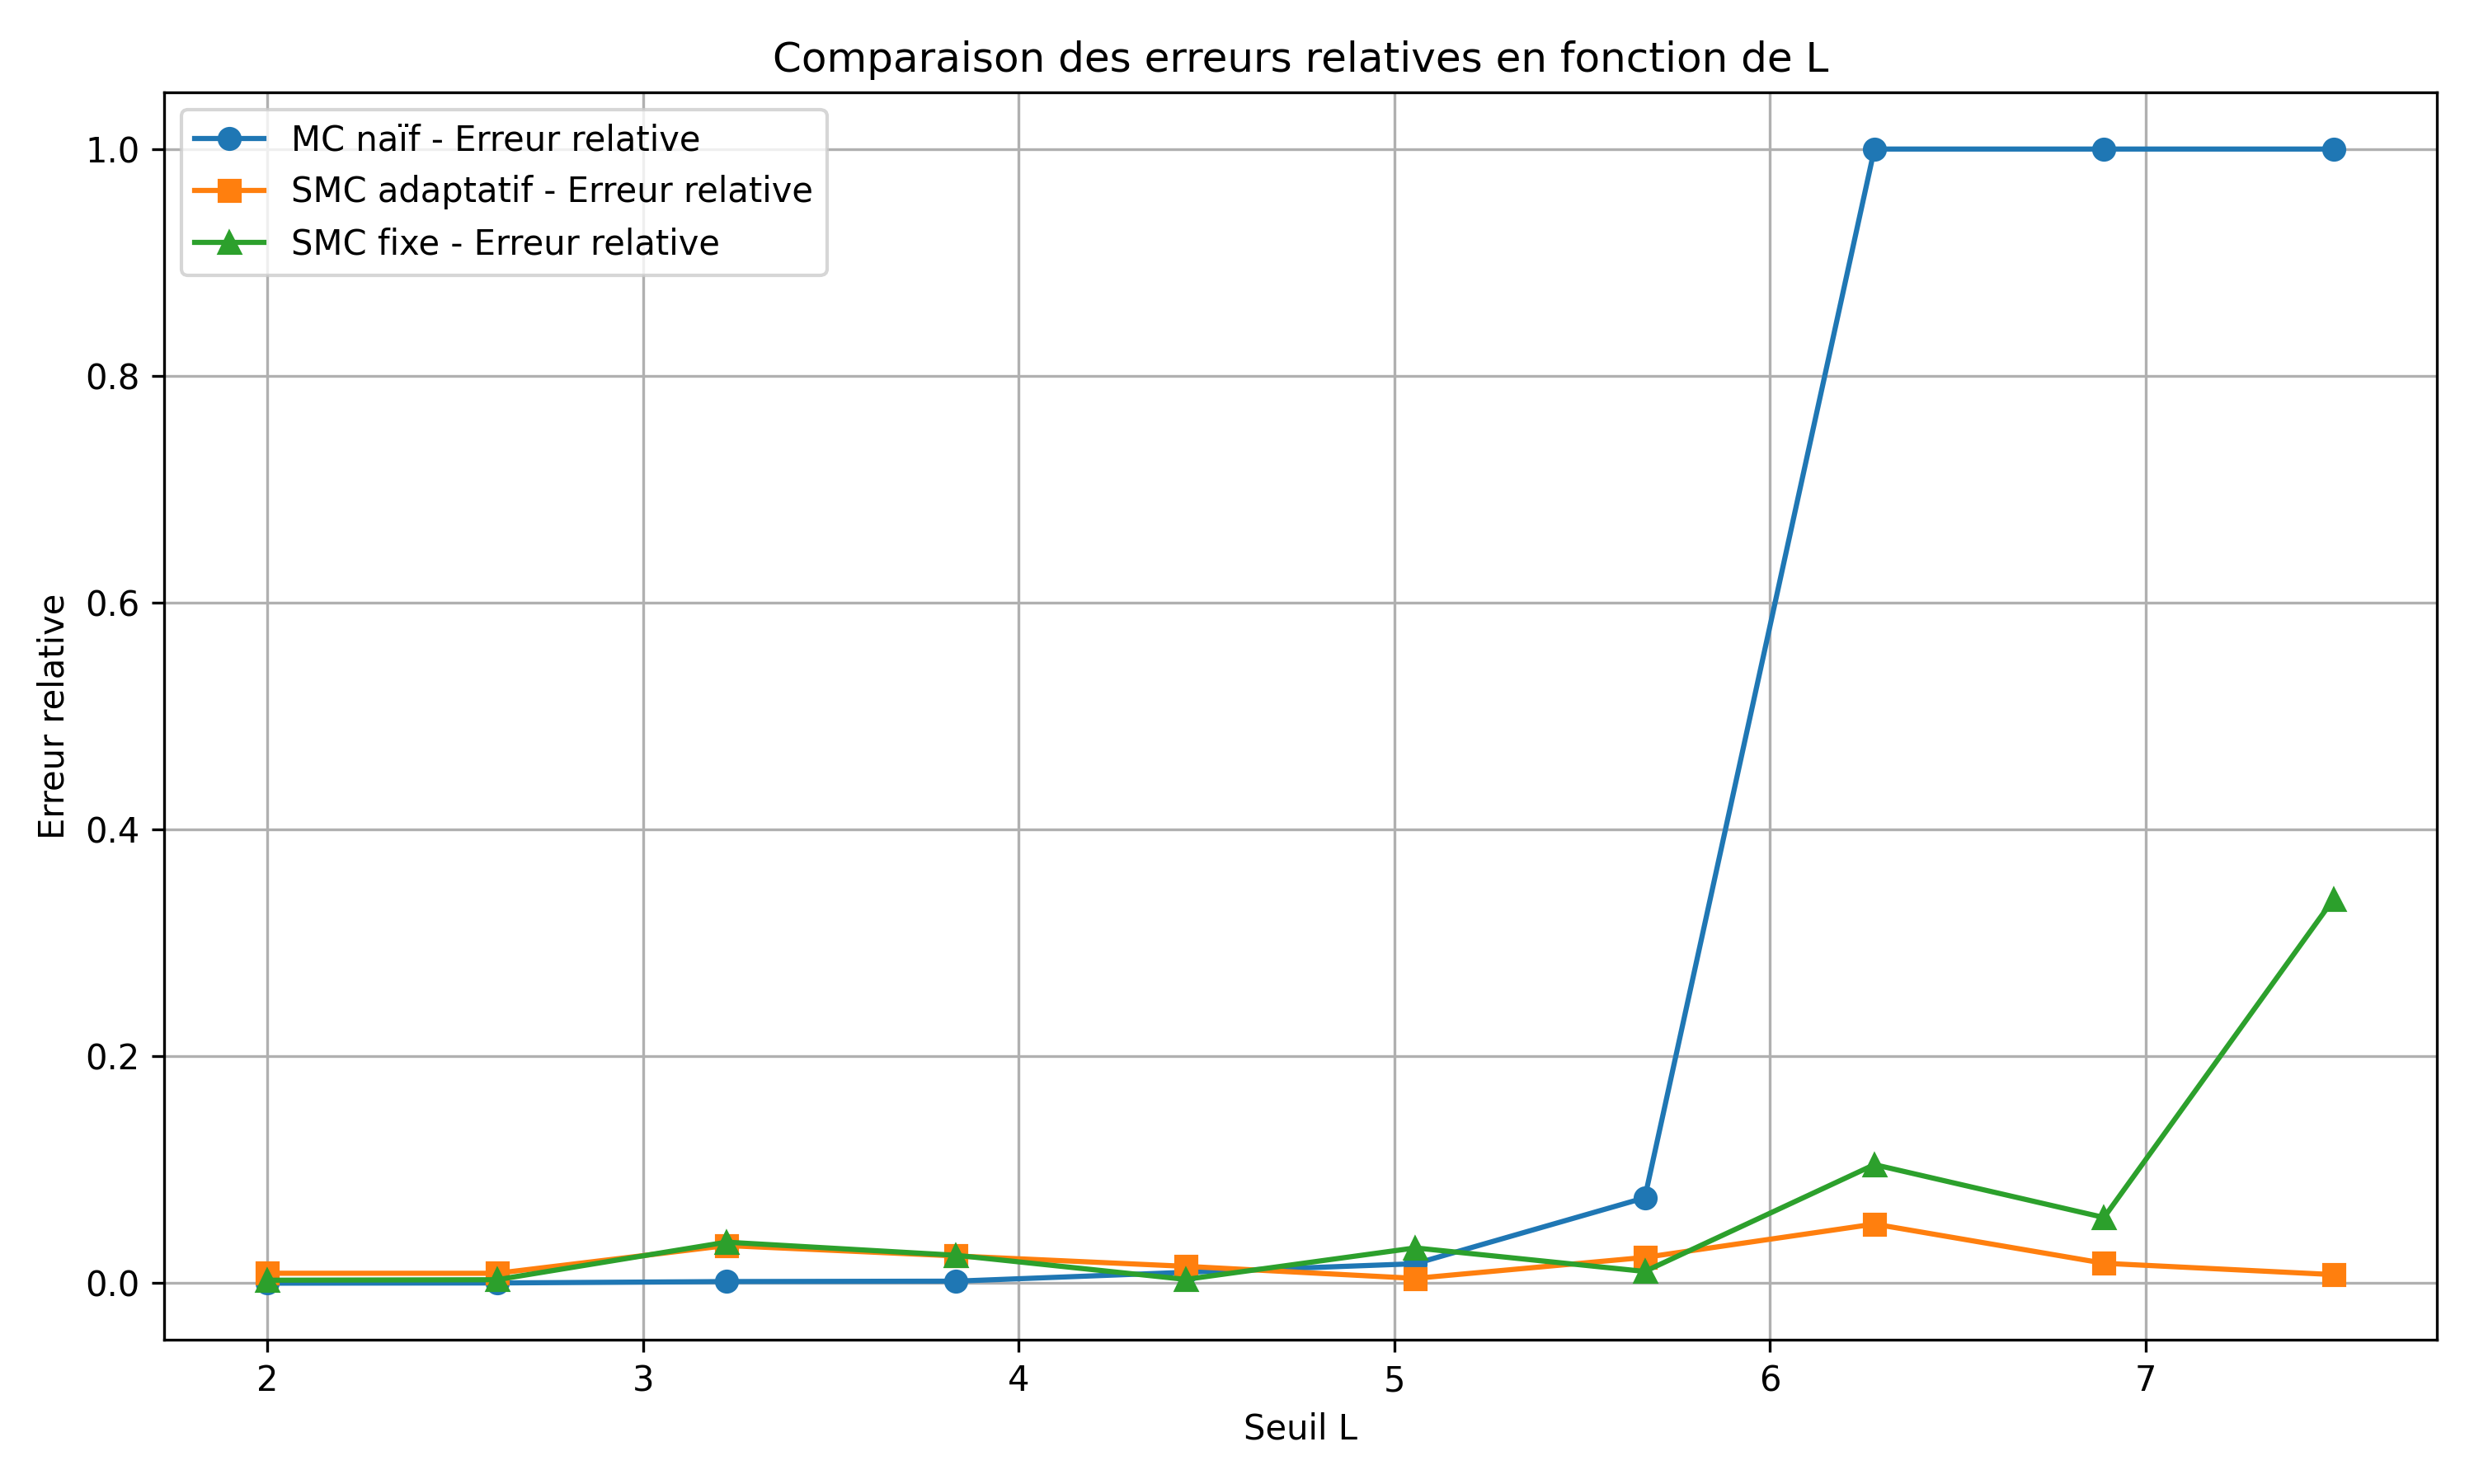 Comparaison des erreurs relatives en fonction de L
MC naïf - Erreur relative
SMC adaptatif - Erreur relative
SMC fixe - Erreur relative
1.0
0.8
0.6
0.4
0.2
0.0
Erreur relative
2 3 4 5 6 7
Seuil L